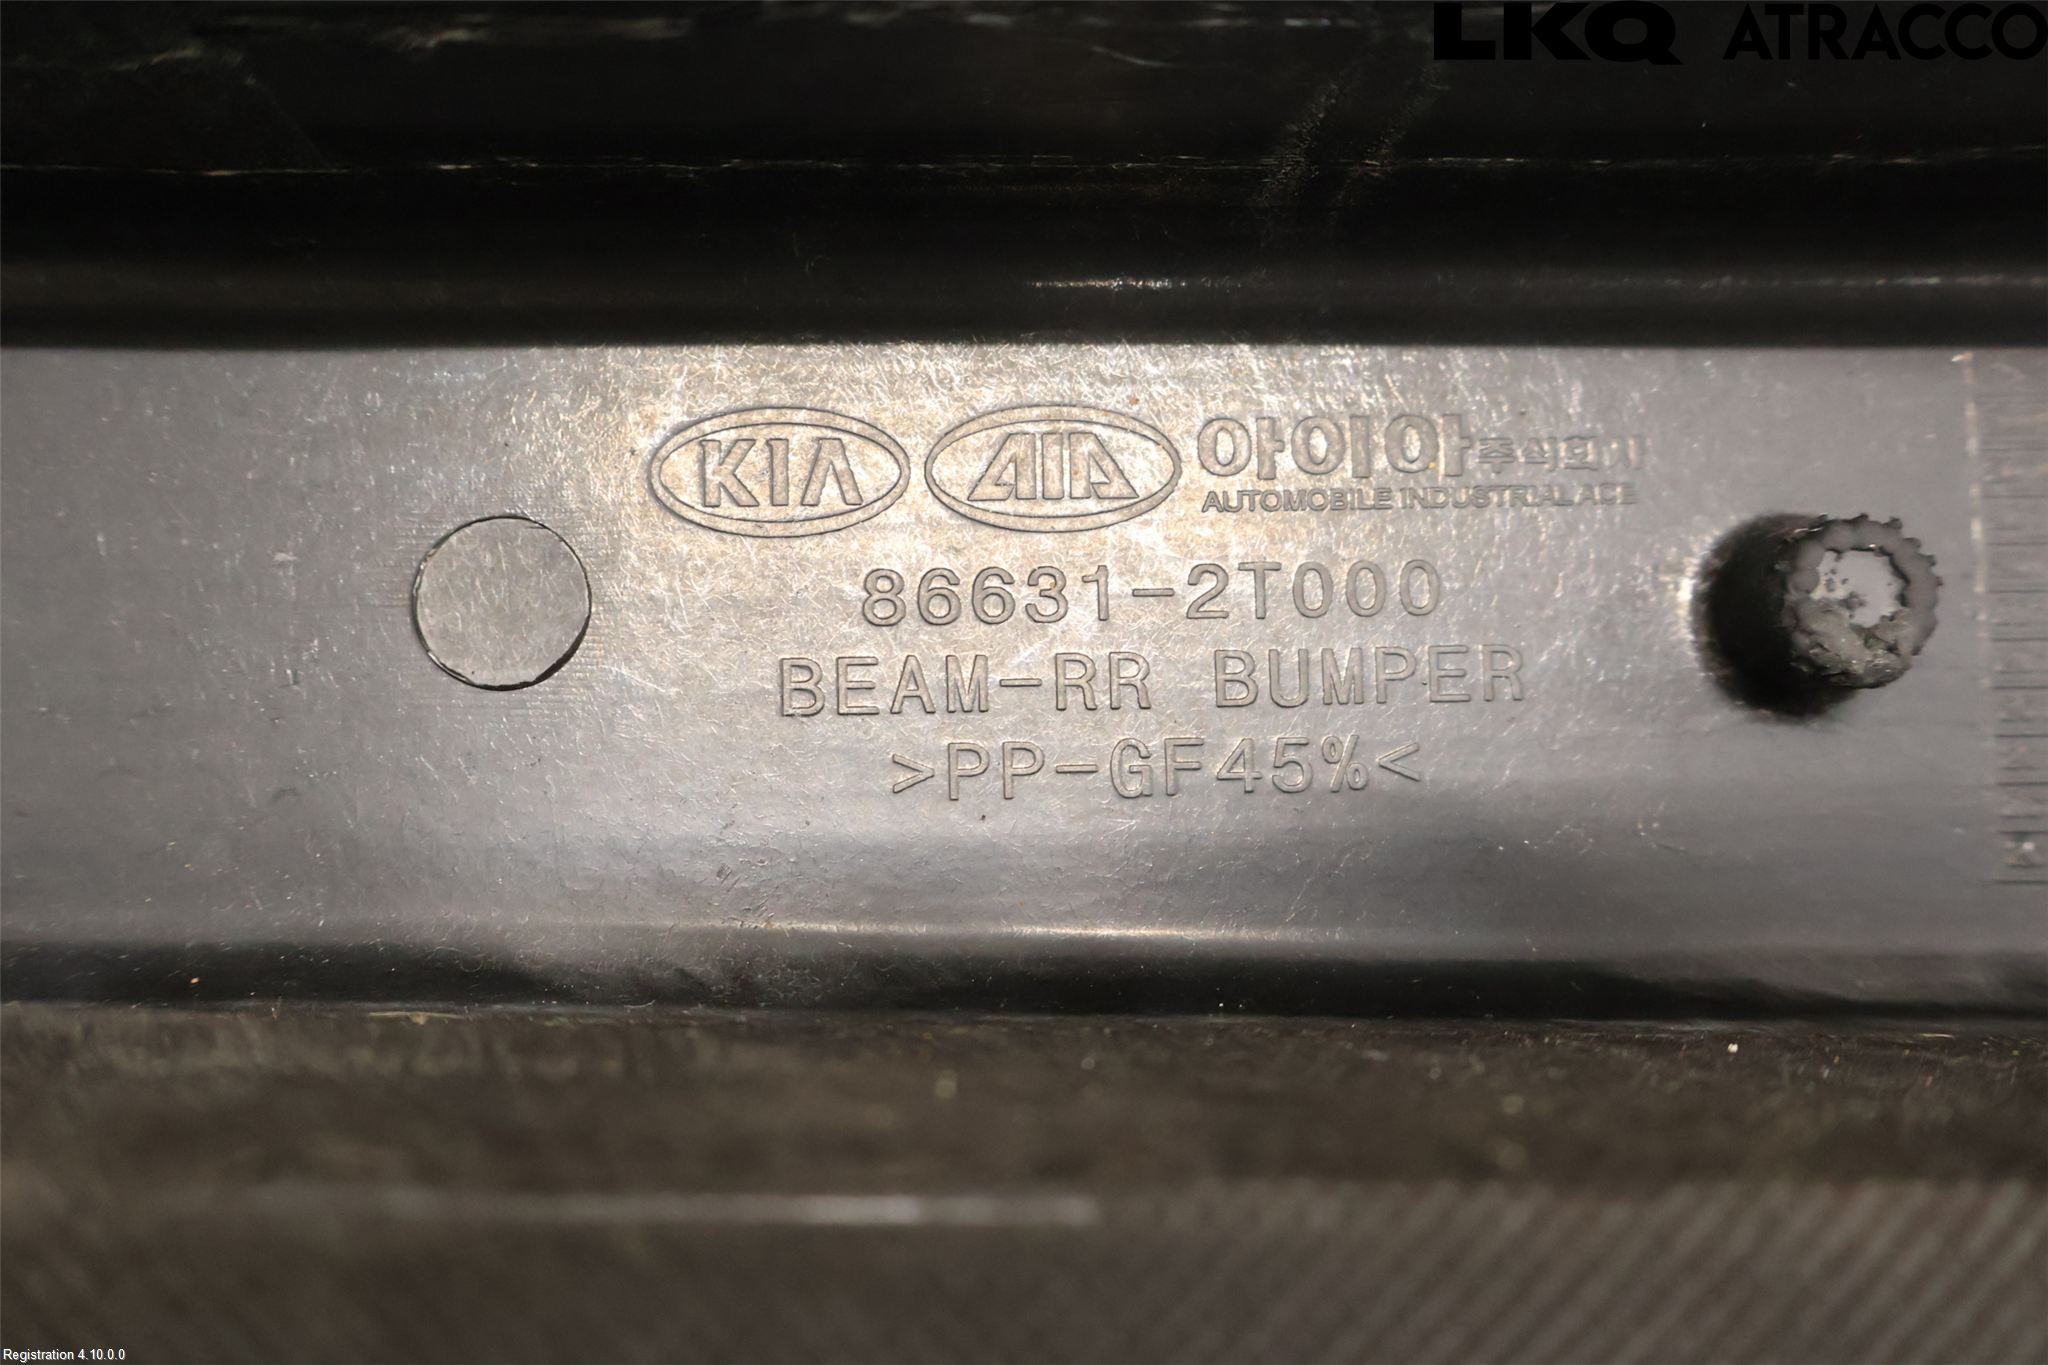 LKQ ATRACCO
KIA AIA 아이아 주식회사
AUTOMOBILE INDUSTRIAL ACE
86631-2T000
BEAM-RR BUMPER
>PP-GF45%<
Registration 4.10.0.0